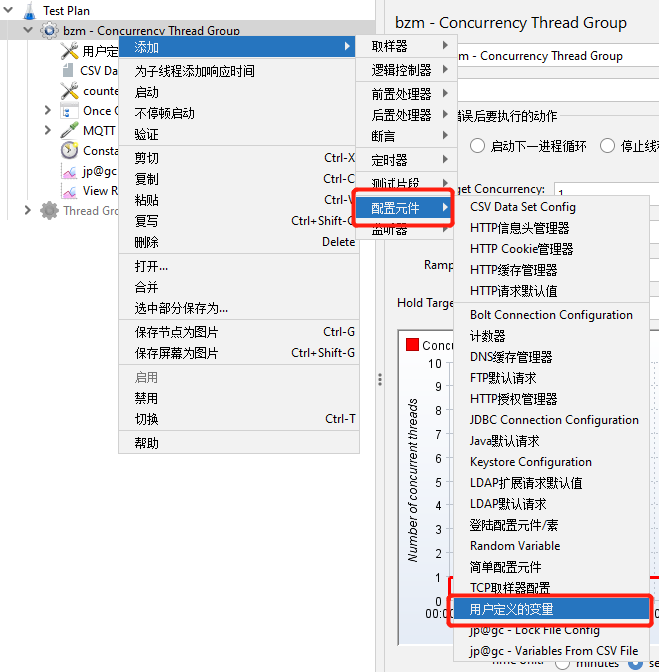 Test Plan
bzm - Concurrency Thread Group
用户定
CSV Da
counte
Once
MQTT
Consta
jp@gc
View R
Thread Gro
添加
为子线程添加响应时间
启动
不停顿启动
验证
剪切 Ctrl-X
复制 Ctrl-C
粘贴 Ctrl-V
复写 Ctrl+Shift-C
删除 Delete
打开...
合并
选中部分保存为...
保存节点为图片 Ctrl-G
保存屏幕为图片 Ctrl+Shift-G
启用
禁用
切换 Ctrl-T
帮助
取样器
逻辑控制器
前置处理器
后置处理器
断言
定时器
测试片段
配置元件
监听器
CSV Data Set Config
HTTP信息头管理器
HTTP Cookie管理器
HTTP缓存管理器
HTTP请求默认值
Bolt Connection Configuration
计数器
DNS缓存管理器
FTP默认请求
HTTP授权管理器
JDBC Connection Configuration
Java默认请求
Keystore Configuration
LDAP扩展请求默认值
LDAP默认请求
登陆配置元件/素
Random Variable
简单配置元件
TCP取样器配置
用户定义的变量
jp@gc - Lock File Config
jp@gc - Variables From CSV File
bzm - Concurrency Thread Group
m - Concurrency Thread Group
错误后要执行的动作
启动下一进程循环
停止线
get Concurrency:
1
Ramp
Hold Targe
Concu
Number of concurrent threads
10
9
8
7
6
5
4
3
2
1
0
00:0
Time Unit:
minutes
se